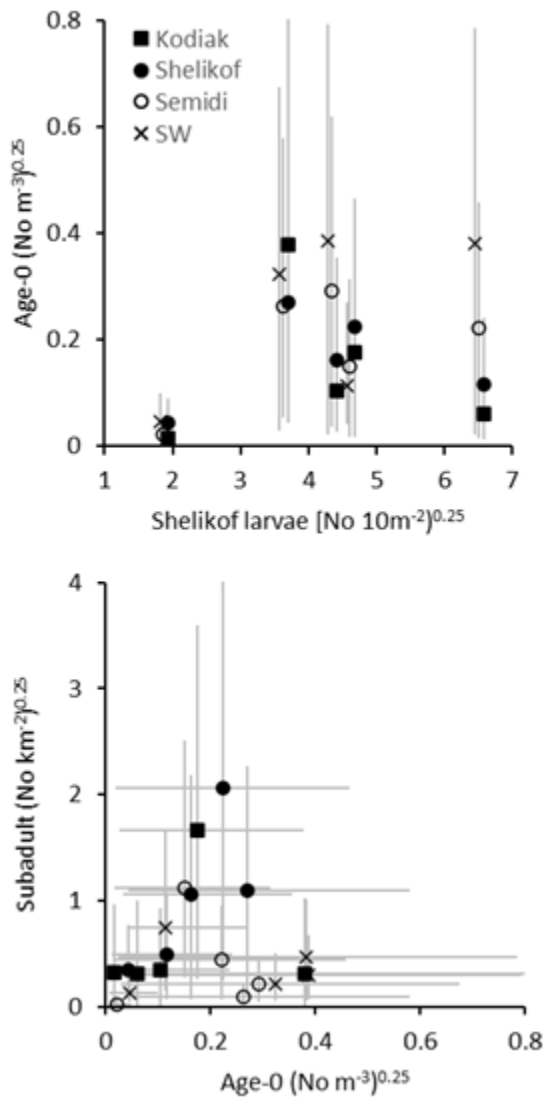 0.8
Kodiak
Shelikof
Semidi
SW
0.6
0.4
0.2
0
Age-0 (No m⁻³)⁰·²⁵
1 2 3 4 5 6 7
Shelikof larvae [No 10m⁻²)⁰·²⁵
4
3
2
1
0
Subadult (No km⁻²)⁰·²⁵
0 0.2 0.4 0.6 0.8
Age-0 (No m⁻³)⁰·²⁵